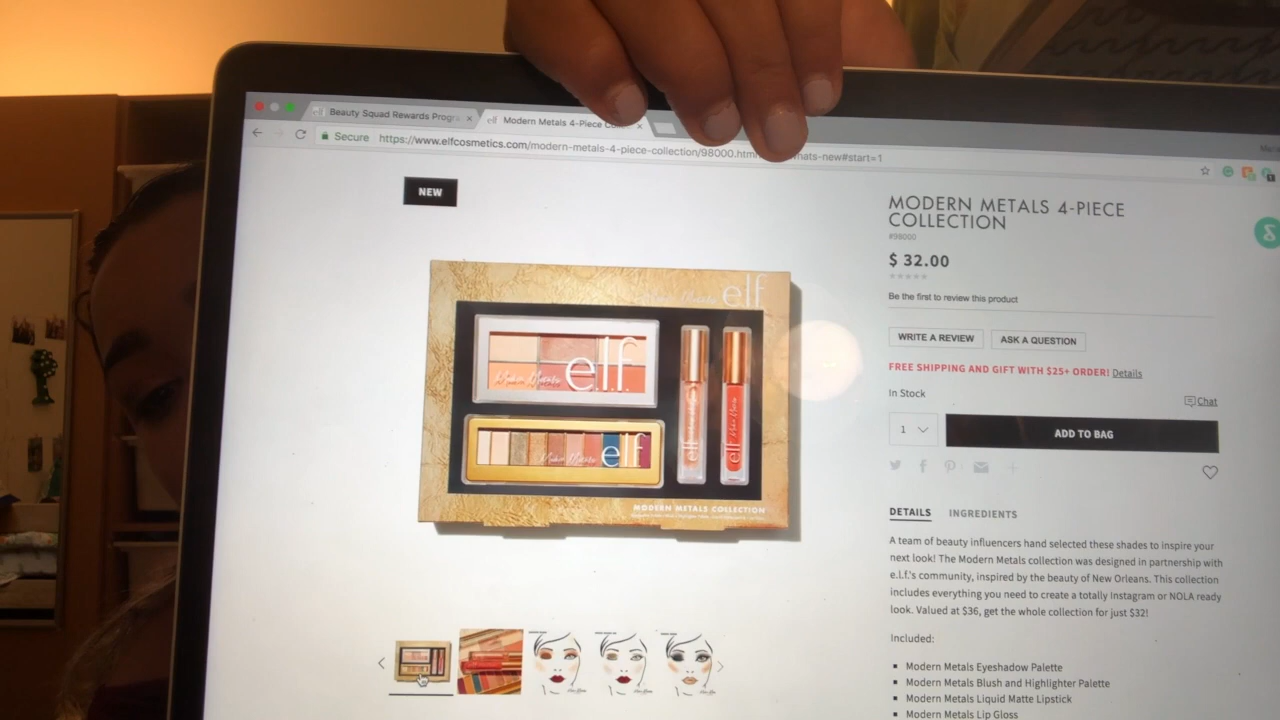 Beauty Squad Rewards Progra
elf Modern Metals 4-Piece Co
Secure https://www.elfcosmetics.com/modern-metals-4-piece-collection/98000.htm mats-new#start=1
NEW
MODERN METALS 4-PIECE
COLLECTION
#98000
$ 32.00
Be the first to review this product
WRITE A REVIEW
ASK A QUESTION
FREE SHIPPING AND GIFT WITH $25+ ORDER! Details
In Stock
Chat
1
ADD TO BAG
e.l.f.
e.l.f.
e.l.f.
elf
elf
MODERN METALS COLLECTION
DETAILS
INGREDIENTS
A team of beauty influencers hand selected these shades to inspire your
next look! The Modern Metals collection was designed in partnership with
e.l.f.'s community, inspired by the beauty of New Orleans. This collection
includes everything you need to create a totally Instagram or NOLA ready
look. Valued at $36, get the whole collection for just $32!
Included:
Modern Metals Eyeshadow Palette
Modern Metals Blush and Highlighter Palette
Modern Metals Liquid Matte Lipstick
Modern Metals Lip Gloss